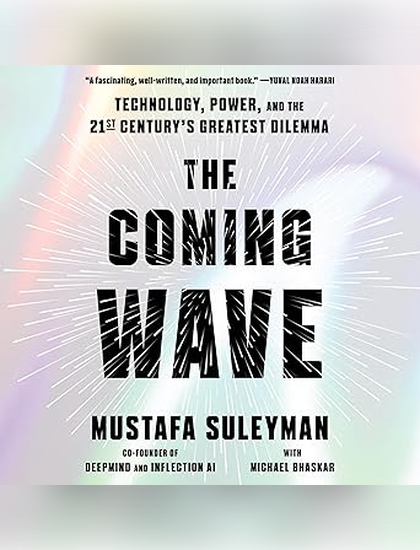 "A fascinating, well-written, and important book." —YUVAL NOAH HARARI
TECHNOLOGY, POWER, AND THE
21ST CENTURY'S GREATEST DILEMMA
THE
COMING
WAVE
MUSTAFA SULEYMAN
CO-FOUNDER OF
DEEPMIND AND INFLECTION AI
WITH
MICHAEL BHASKAR